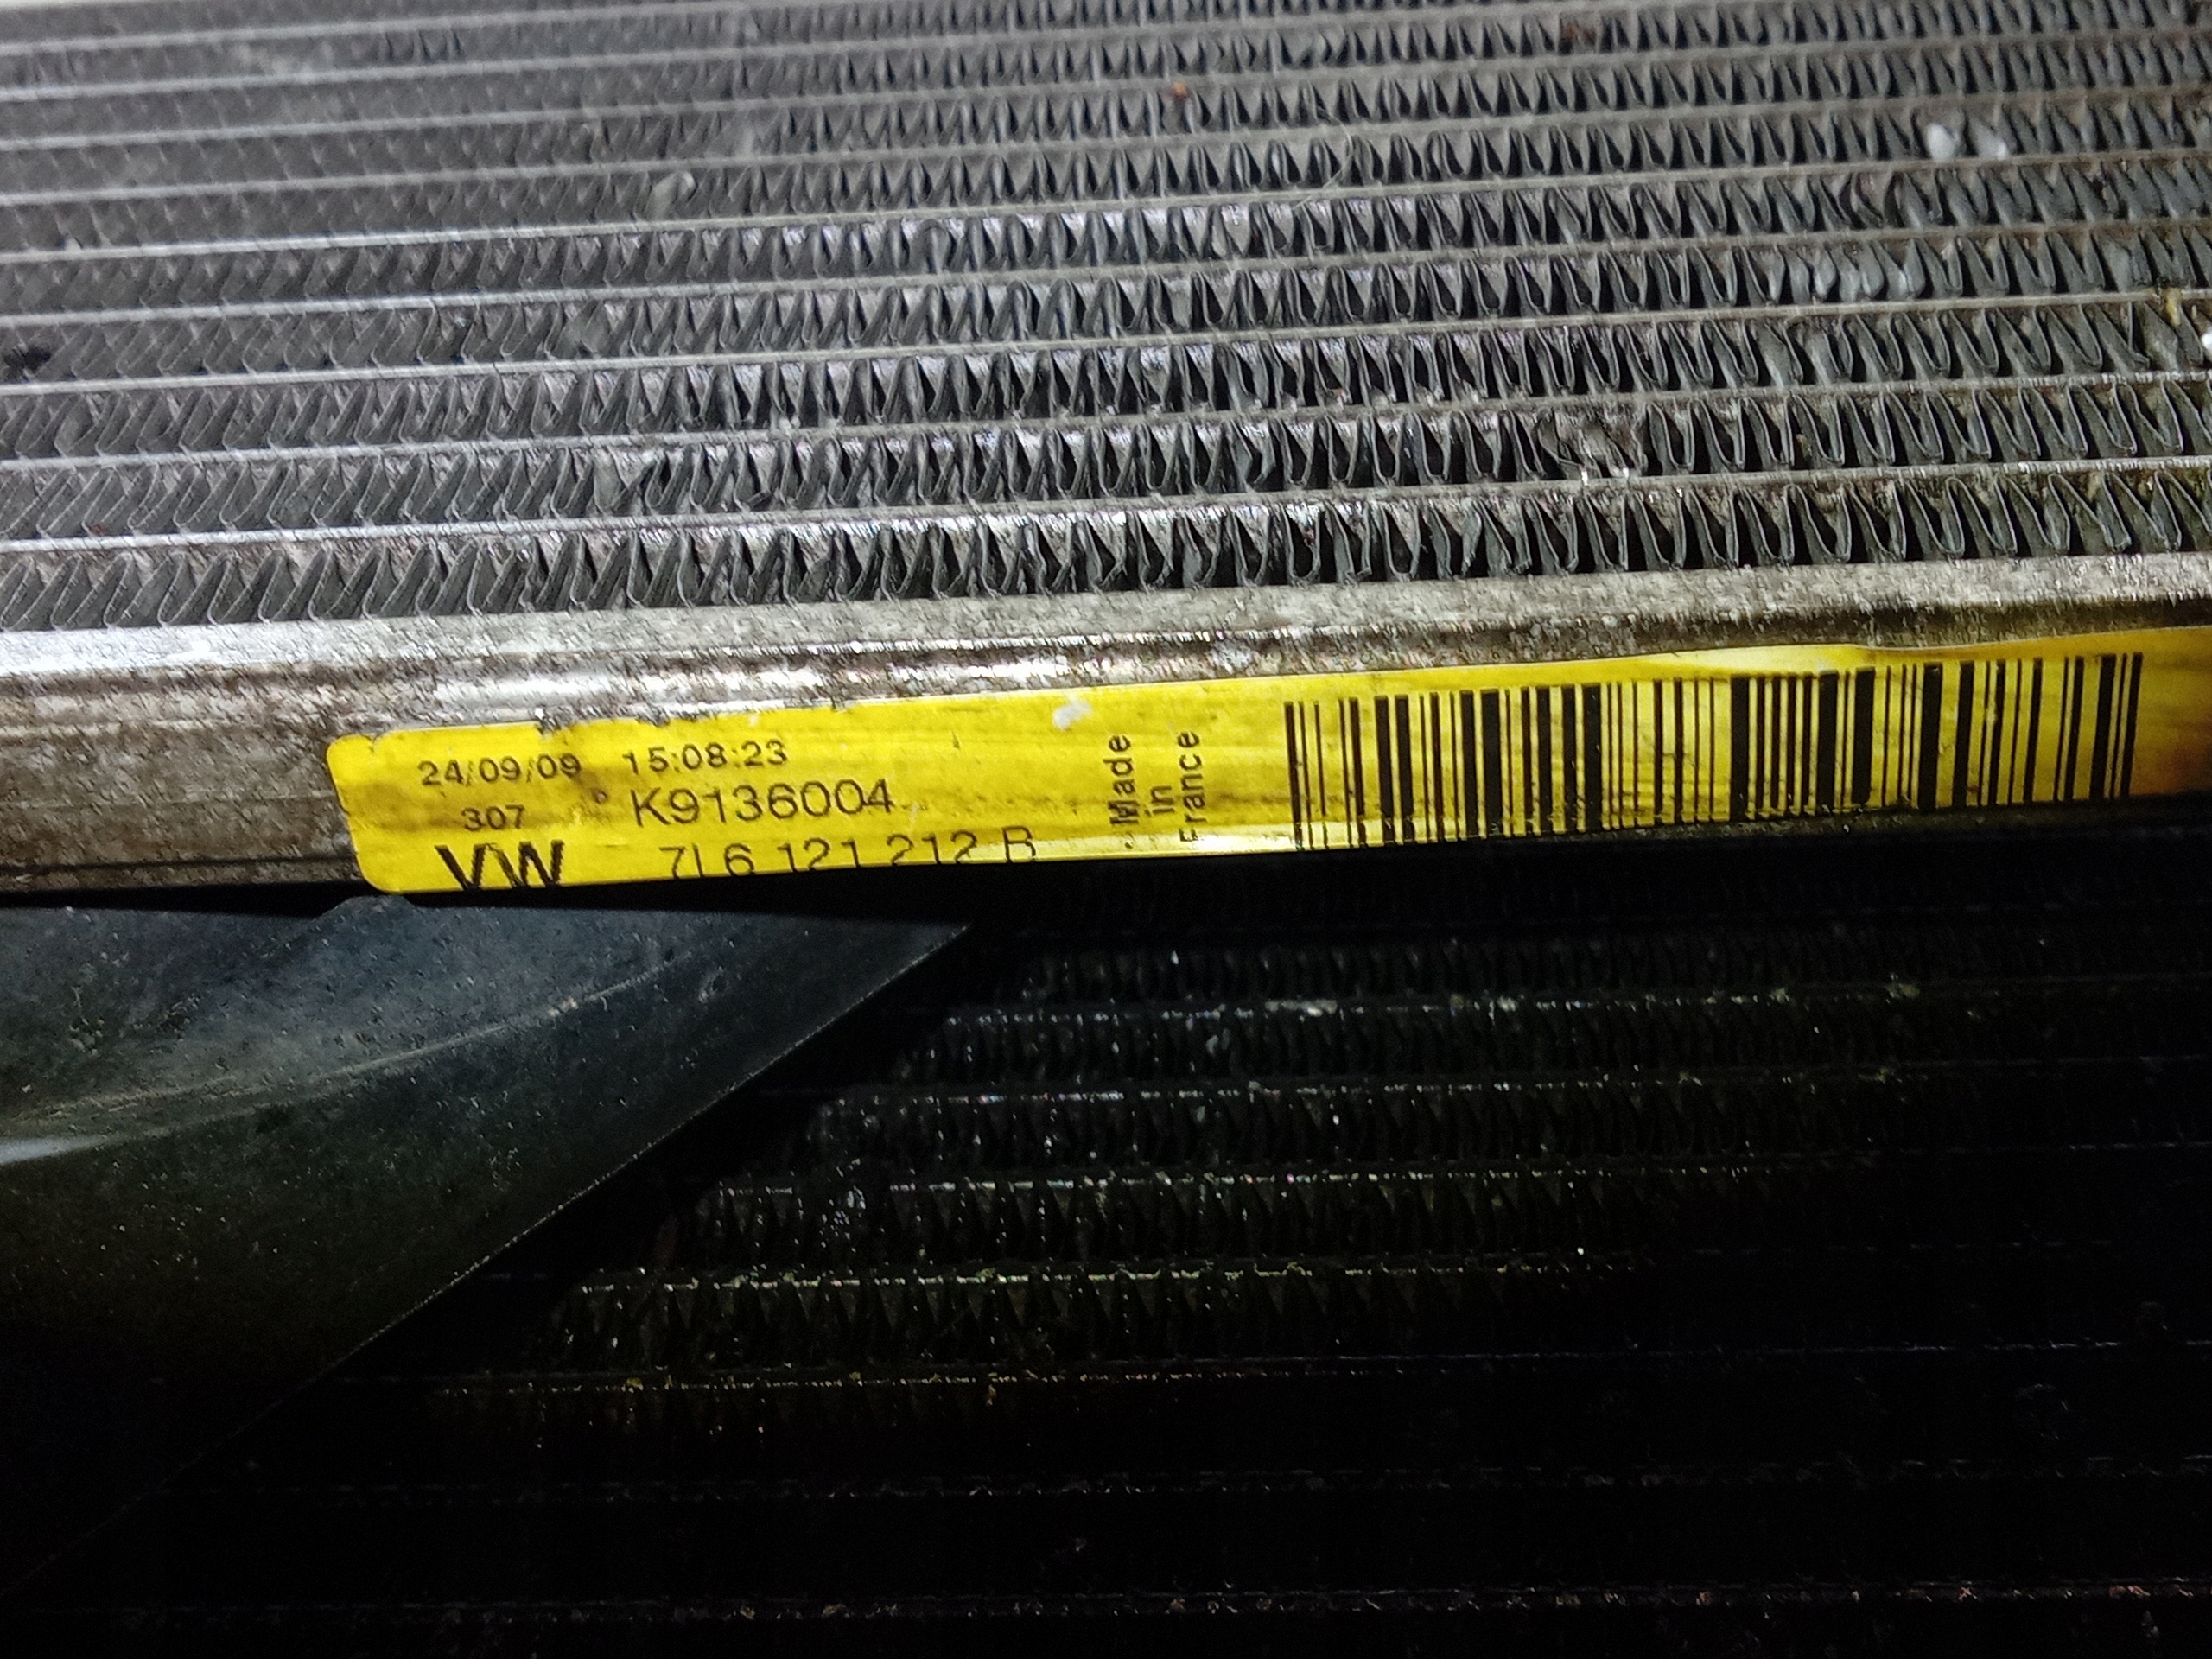 24/09/09 15:08:23
307 K9136004
VW 7L6 121 212 B
Made
in
France